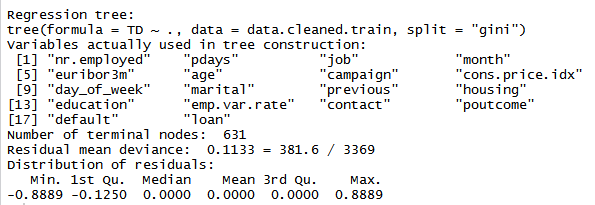 Regression tree:
tree(formula = TD ~ ., data = data.cleaned.train, split = "gini")
Variables actually used in tree construction:
[1] "nr.employed" "pdays" "job" "month"
[5] "euribor3m" "age" "campaign" "cons.price.idx"
[9] "day_of_week" "marital" "previous" "housing"
[13] "education" "emp.var.rate" "contact" "poutcome"
[17] "default" "loan"
Number of terminal nodes: 631
Residual mean deviance: 0.1133 = 381.6 / 3369
Distribution of residuals:
Min. 1st Qu. Median Mean 3rd Qu. Max.
-0.8889 -0.1250 0.0000 0.0000 0.0000 0.8889